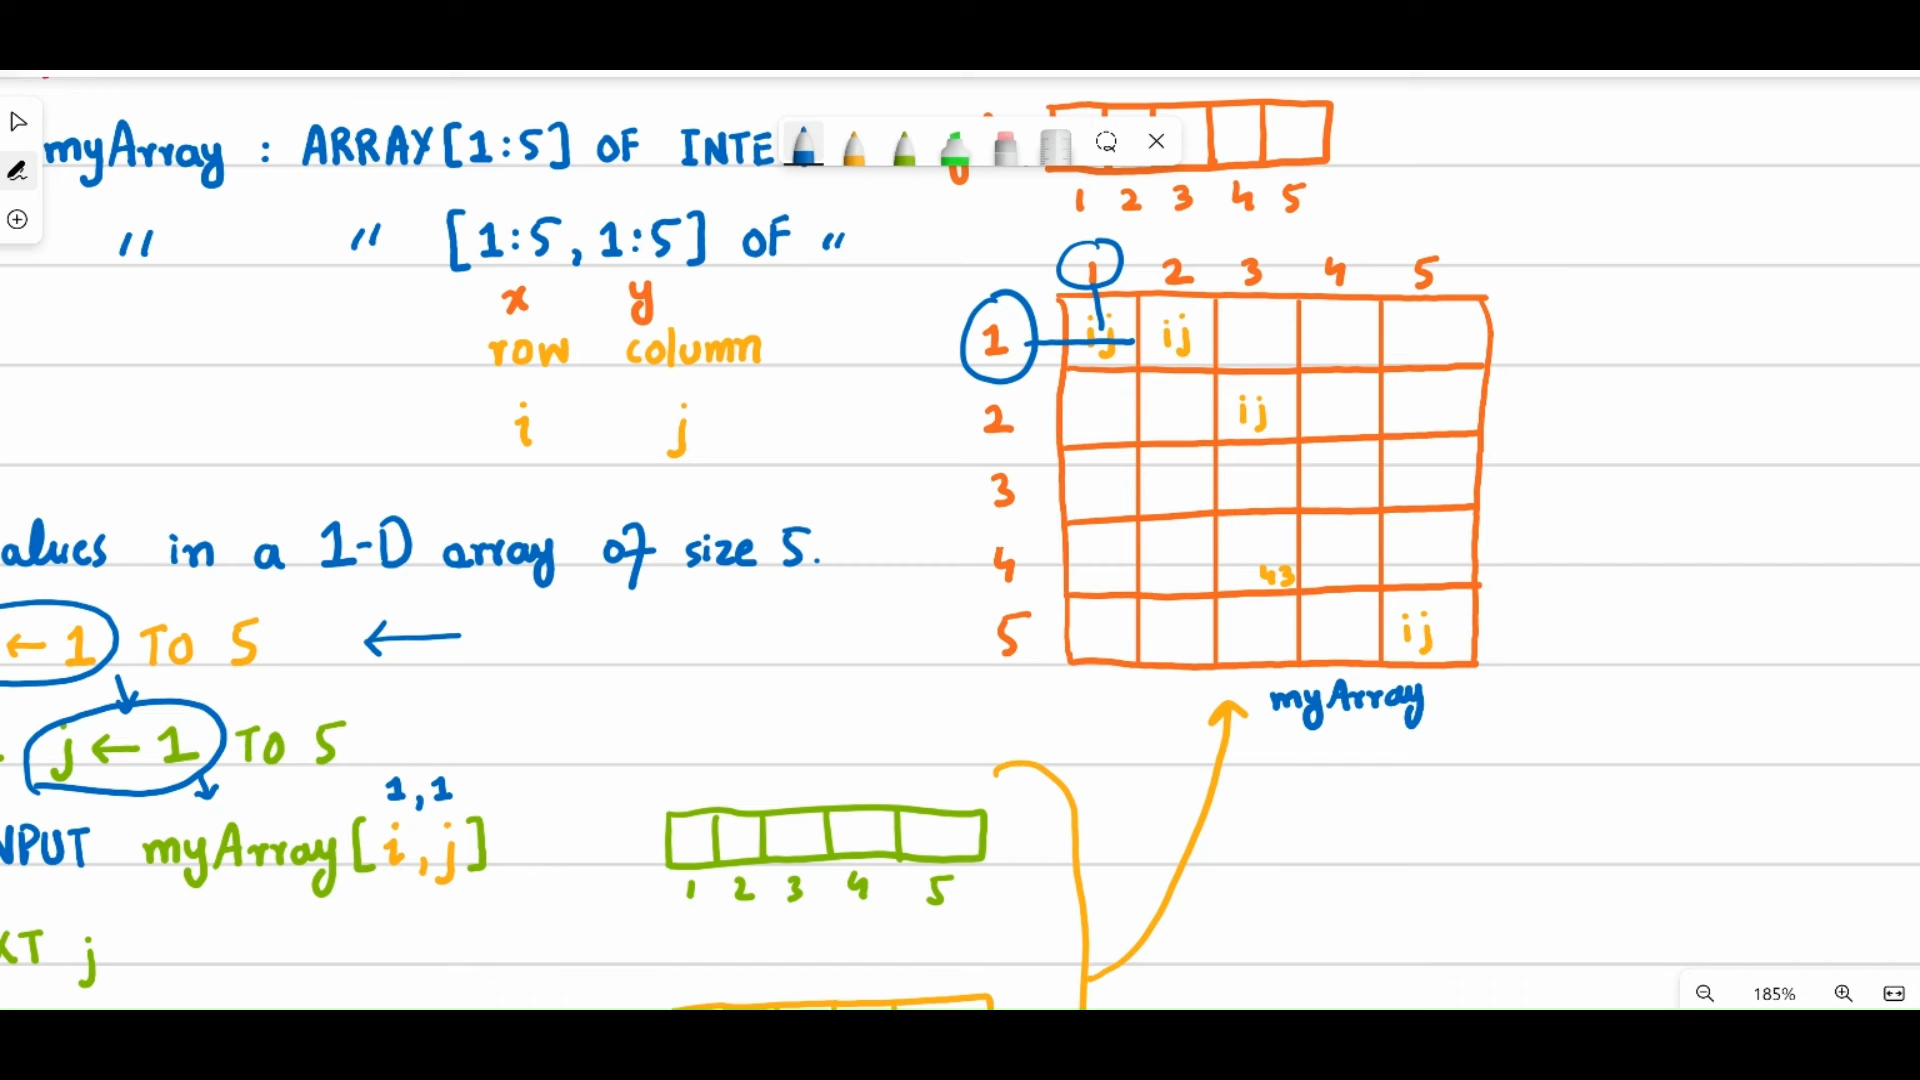 myArray : ARRAY[1:5] OF INTE
1 2 3 4 5
" " [1:5, 1:5] OF "
x y
row column
i j
1 2 3 4 5
1 ij ij
2 ij
3
4 43
5 ij
myArray
alues in a 1-D array of size 5.
← 1 TO 5 ←
j ← 1 TO 5
1,1
NPUT myArray[i,j]
1 2 3 4 5
XT j
185%